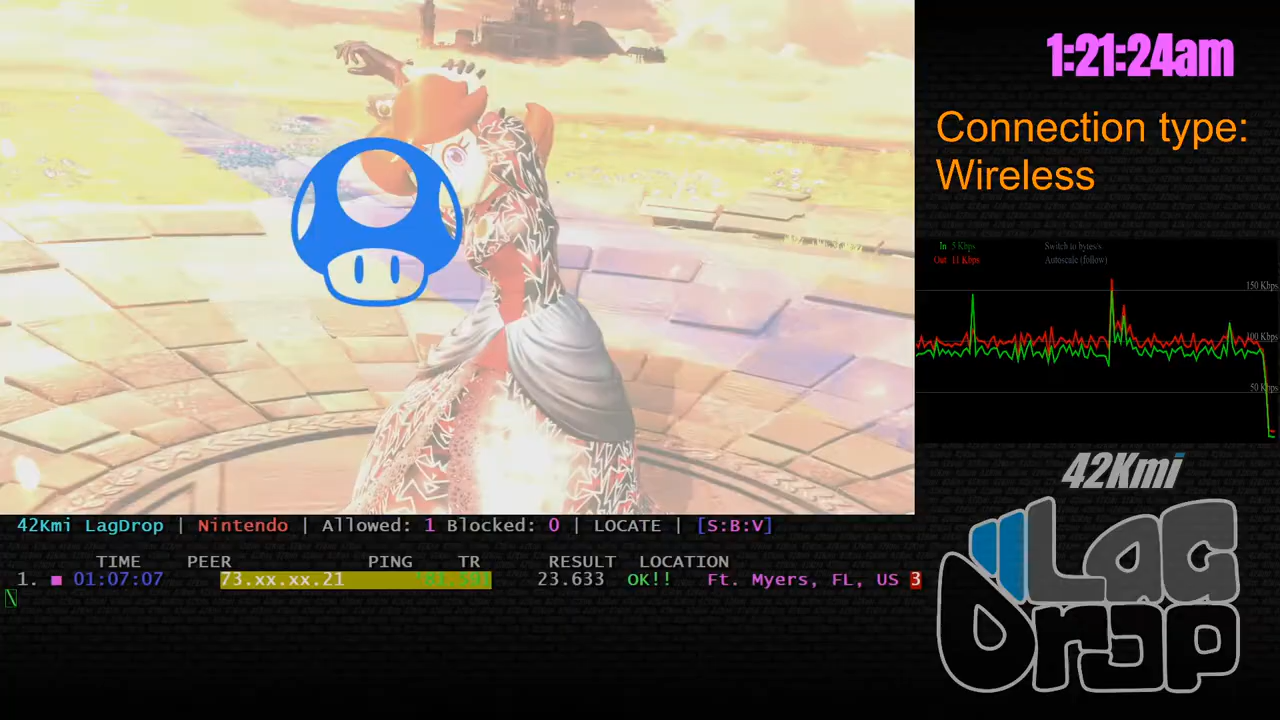 1:21:24am
Connection type:
Wireless
In 5 Kbps Switch to bytes/s
Out 11 Kbps Autoscale (follow)
150 Kbps
100 Kbps
50 Kbps
42Kmi
LagDrop
42Kmi LagDrop | Nintendo | Allowed: 1 Blocked: 0 | LOCATE | [S:B:V]
TIME PEER PING TR RESULT LOCATION
1. ■ 01:07:07 73.xx.xx.21 23.633 OK!! Ft. Myers, FL, US 3